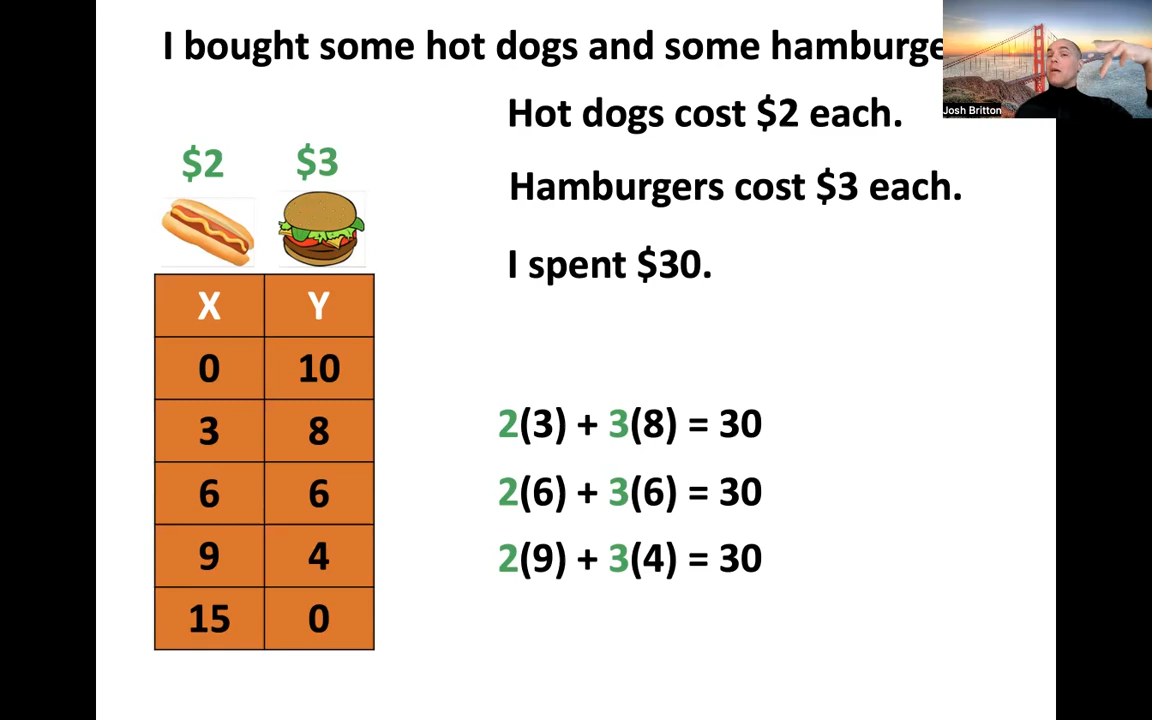 I bought some hot dogs and some hamburge
Hot dogs cost $2 each.
Hamburgers cost $3 each.
I spent $30.
$2 $3
X Y
0 10
3 8
6 6
9 4
15 0
2(3) + 3(8) = 30
2(6) + 3(6) = 30
2(9) + 3(4) = 30
Josh Britton